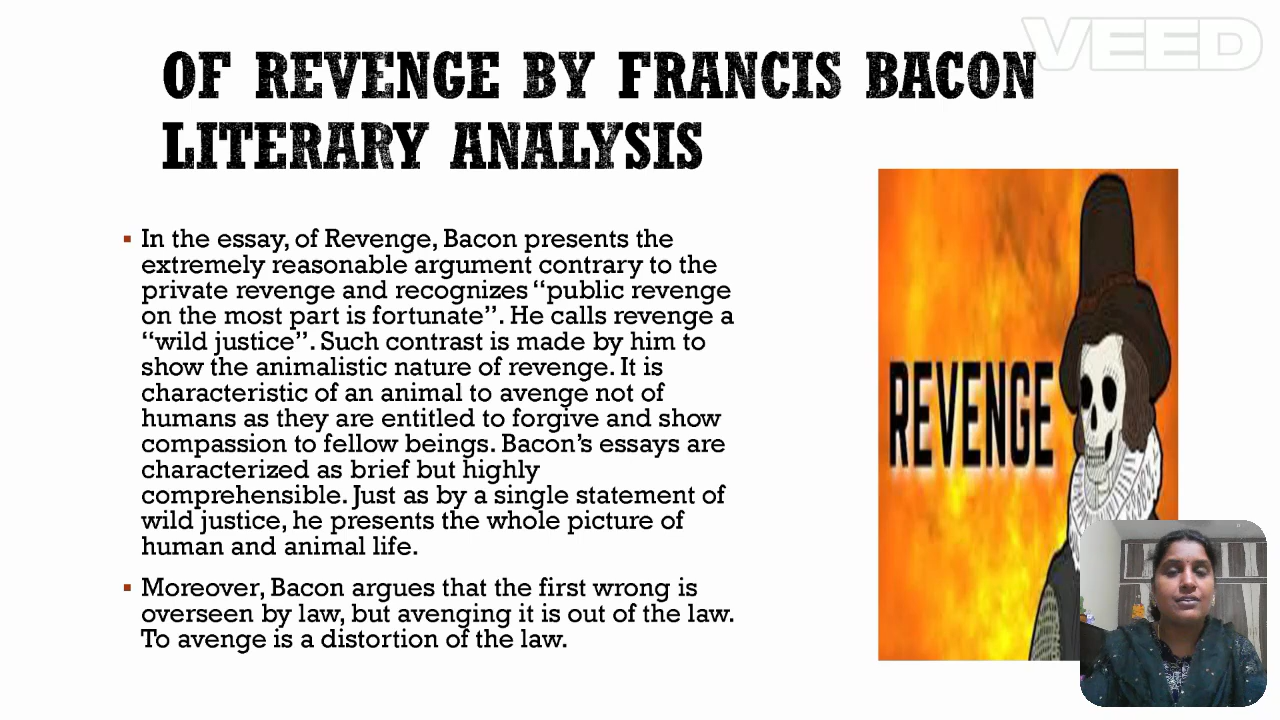 VEED
OF REVENGE BY FRANCIS BACON
LITERARY ANALYSIS
▪ In the essay, of Revenge, Bacon presents the
extremely reasonable argument contrary to the
private revenge and recognizes “public revenge
on the most part is fortunate”. He calls revenge a
“wild justice”. Such contrast is made by him to
show the animalistic nature of revenge. It is
characteristic of an animal to avenge not of
humans as they are entitled to forgive and show
compassion to fellow beings. Bacon’s essays are
characterized as brief but highly
comprehensible. Just as by a single statement of
wild justice, he presents the whole picture of
human and animal life.
▪ Moreover, Bacon argues that the first wrong is
overseen by law, but avenging it is out of the law.
To avenge is a distortion of the law.
REVENGE